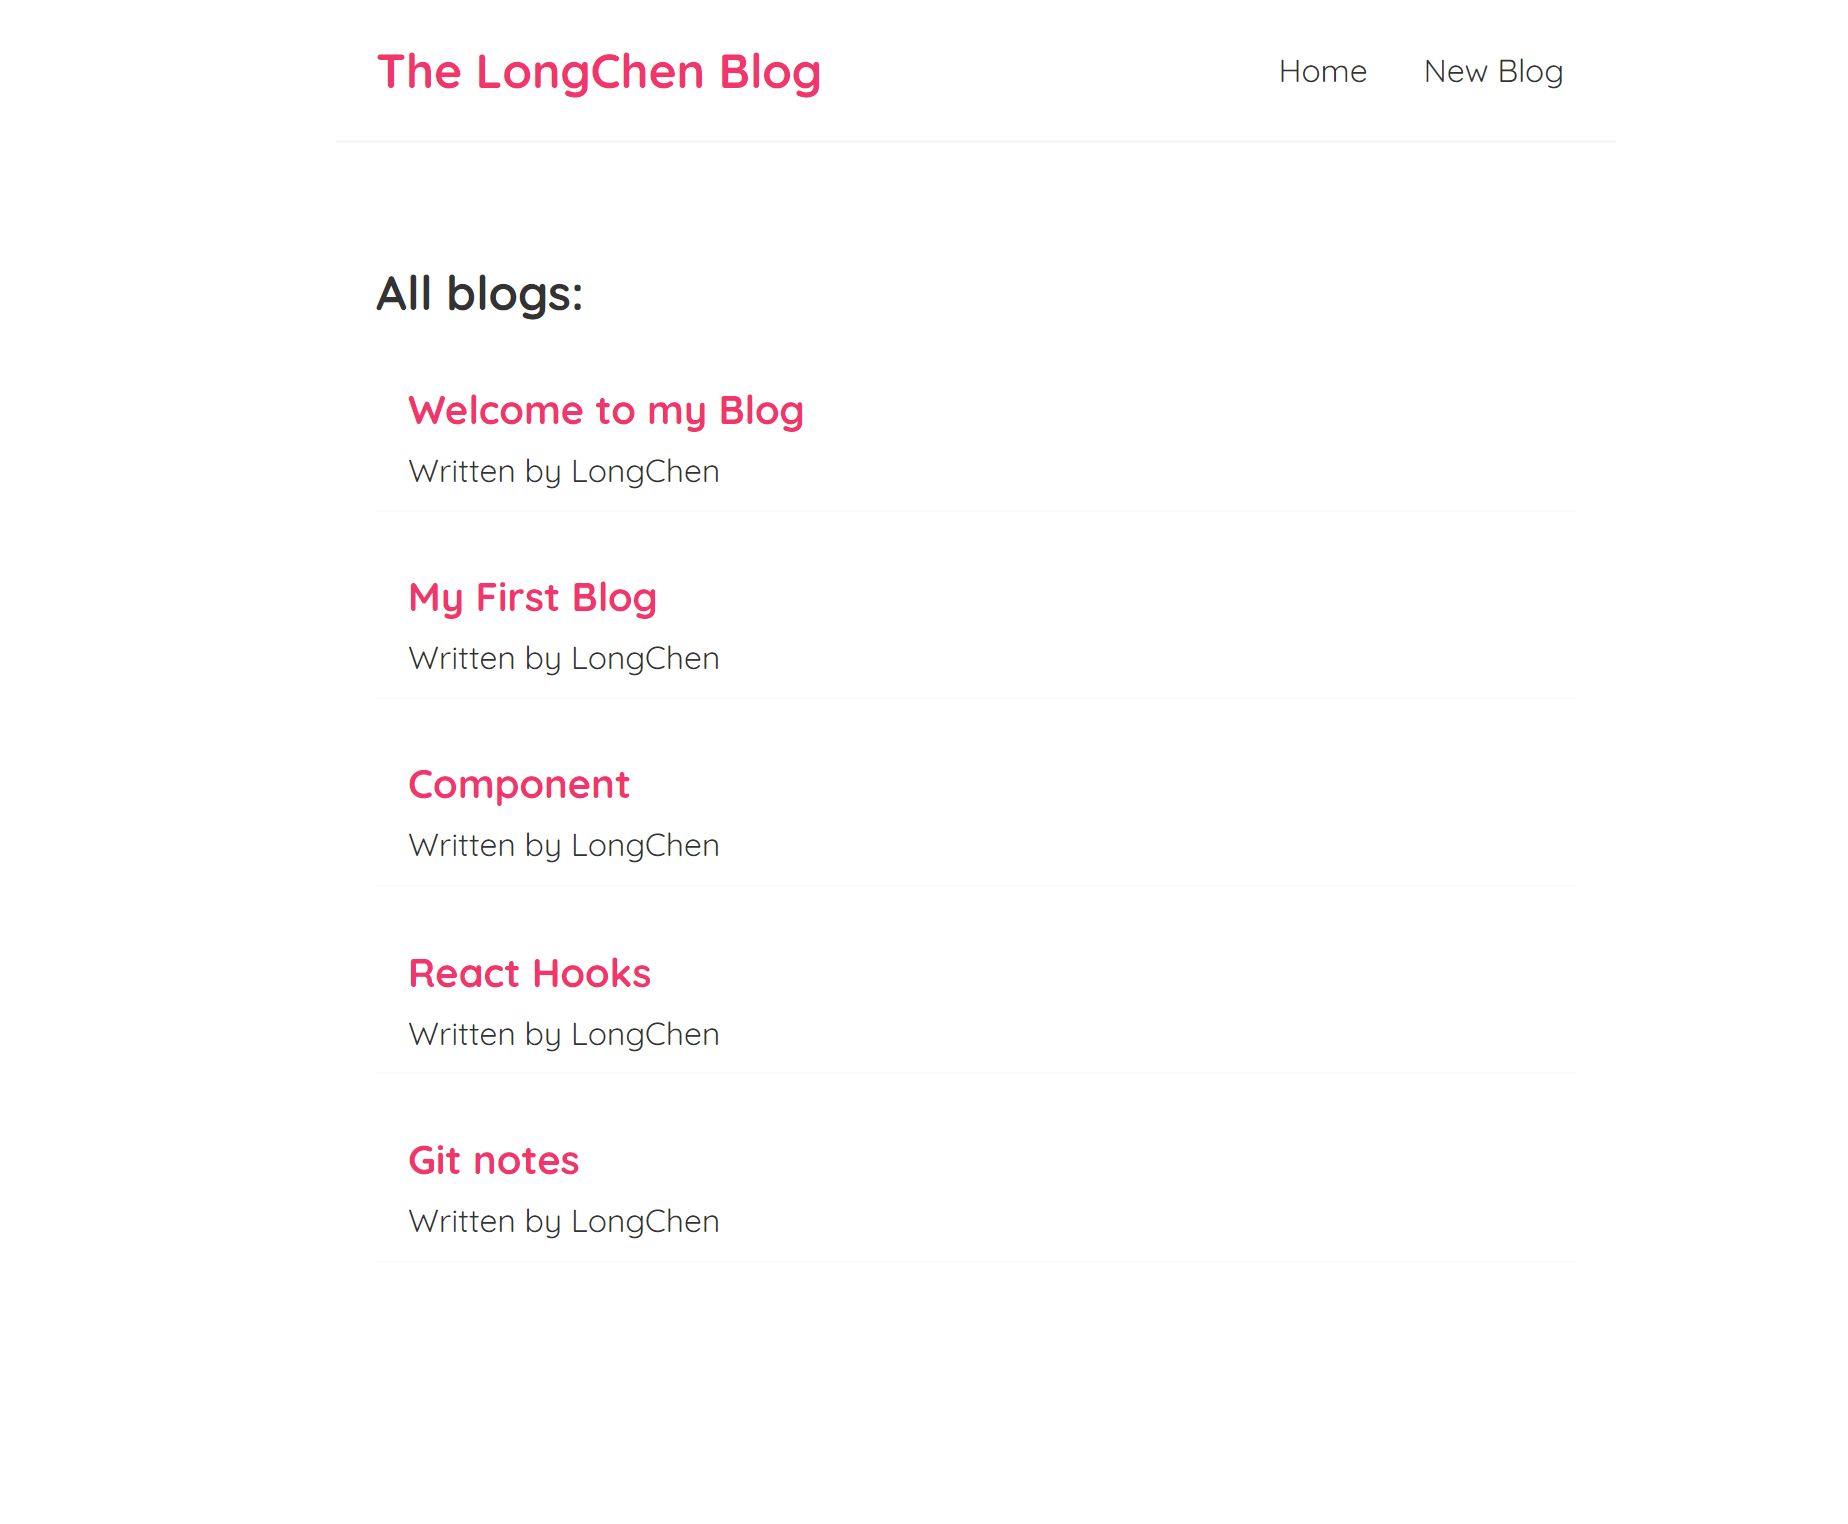 The LongChen Blog
Home
New Blog
All blogs:
Welcome to my Blog
Written by LongChen
My First Blog
Written by LongChen
Component
Written by LongChen
React Hooks
Written by LongChen
Git notes
Written by LongChen